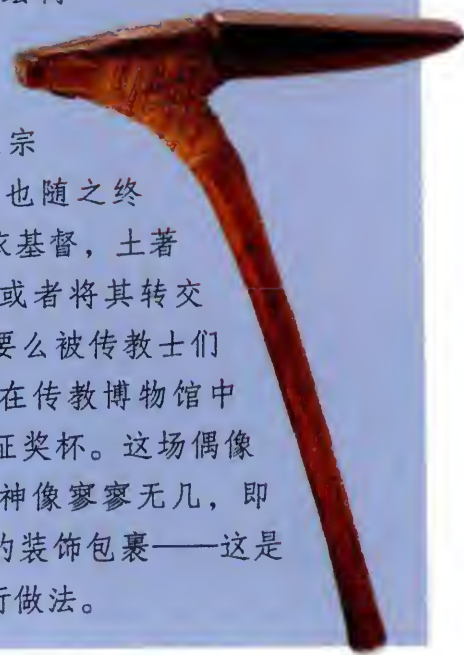 宗
也随之终
衣基督，土著
或者将其转交
要么被传教士们
在传教博物馆中
征奖杯。这场偶像
神像寥寥无几，即
的装饰包裹——这是
行做法。